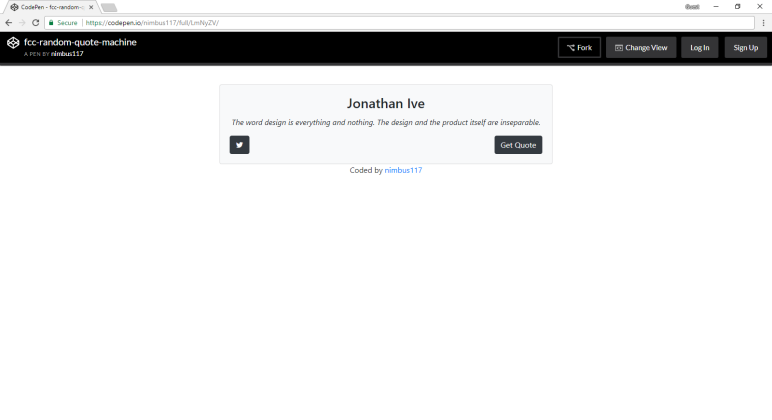 CodePen - fcc-random-q
Guest
Secure
https://codepen.io/nimbus117/full/LmNyZV/
fcc-random-quote-machine
A PEN BY nimbus117
Fork
Change View
Log In
Sign Up
Jonathan Ive
The word design is everything and nothing. The design and the product itself are inseparable.
Get Quote
Coded by nimbus117